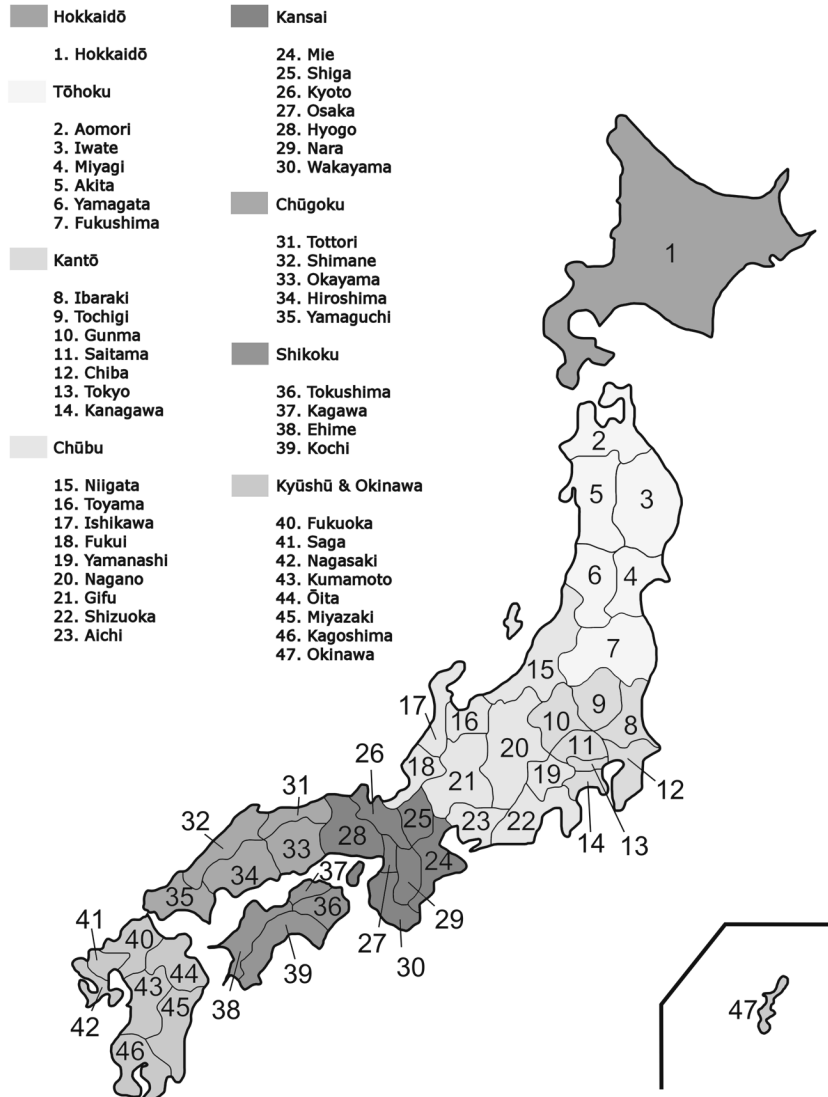 Hokkaidō
1. Hokkaidō
Tōhoku
2. Aomori
3. Iwate
4. Miyagi
5. Akita
6. Yamagata
7. Fukushima
Kantō
8. Ibaraki
9. Tochigi
10. Gunma
11. Saitama
12. Chiba
13. Tokyo
14. Kanagawa
Chūbu
15. Niigata
16. Toyama
17. Ishikawa
18. Fukui
19. Yamanashi
20. Nagano
21. Gifu
22. Shizuoka
23. Aichi
Kansai
24. Mie
25. Shiga
26. Kyoto
27. Osaka
28. Hyogo
29. Nara
30. Wakayama
Chūgoku
31. Tottori
32. Shimane
33. Okayama
34. Hiroshima
35. Yamaguchi
Shikoku
36. Tokushima
37. Kagawa
38. Ehime
39. Kochi
Kyūshū & Okinawa
40. Fukuoka
41. Saga
42. Nagasaki
43. Kumamoto
44. Ōita
45. Miyazaki
46. Kagoshima
47. Okinawa
1
2
5
3
6
4
7
15
17
16
10
9
8
18
20
11
26
21
19
12
31
32
25
23
22
14
13
28
33
24
34
37
35
36
29
41
40
27
30
39
43
44
38
45
42
46
47